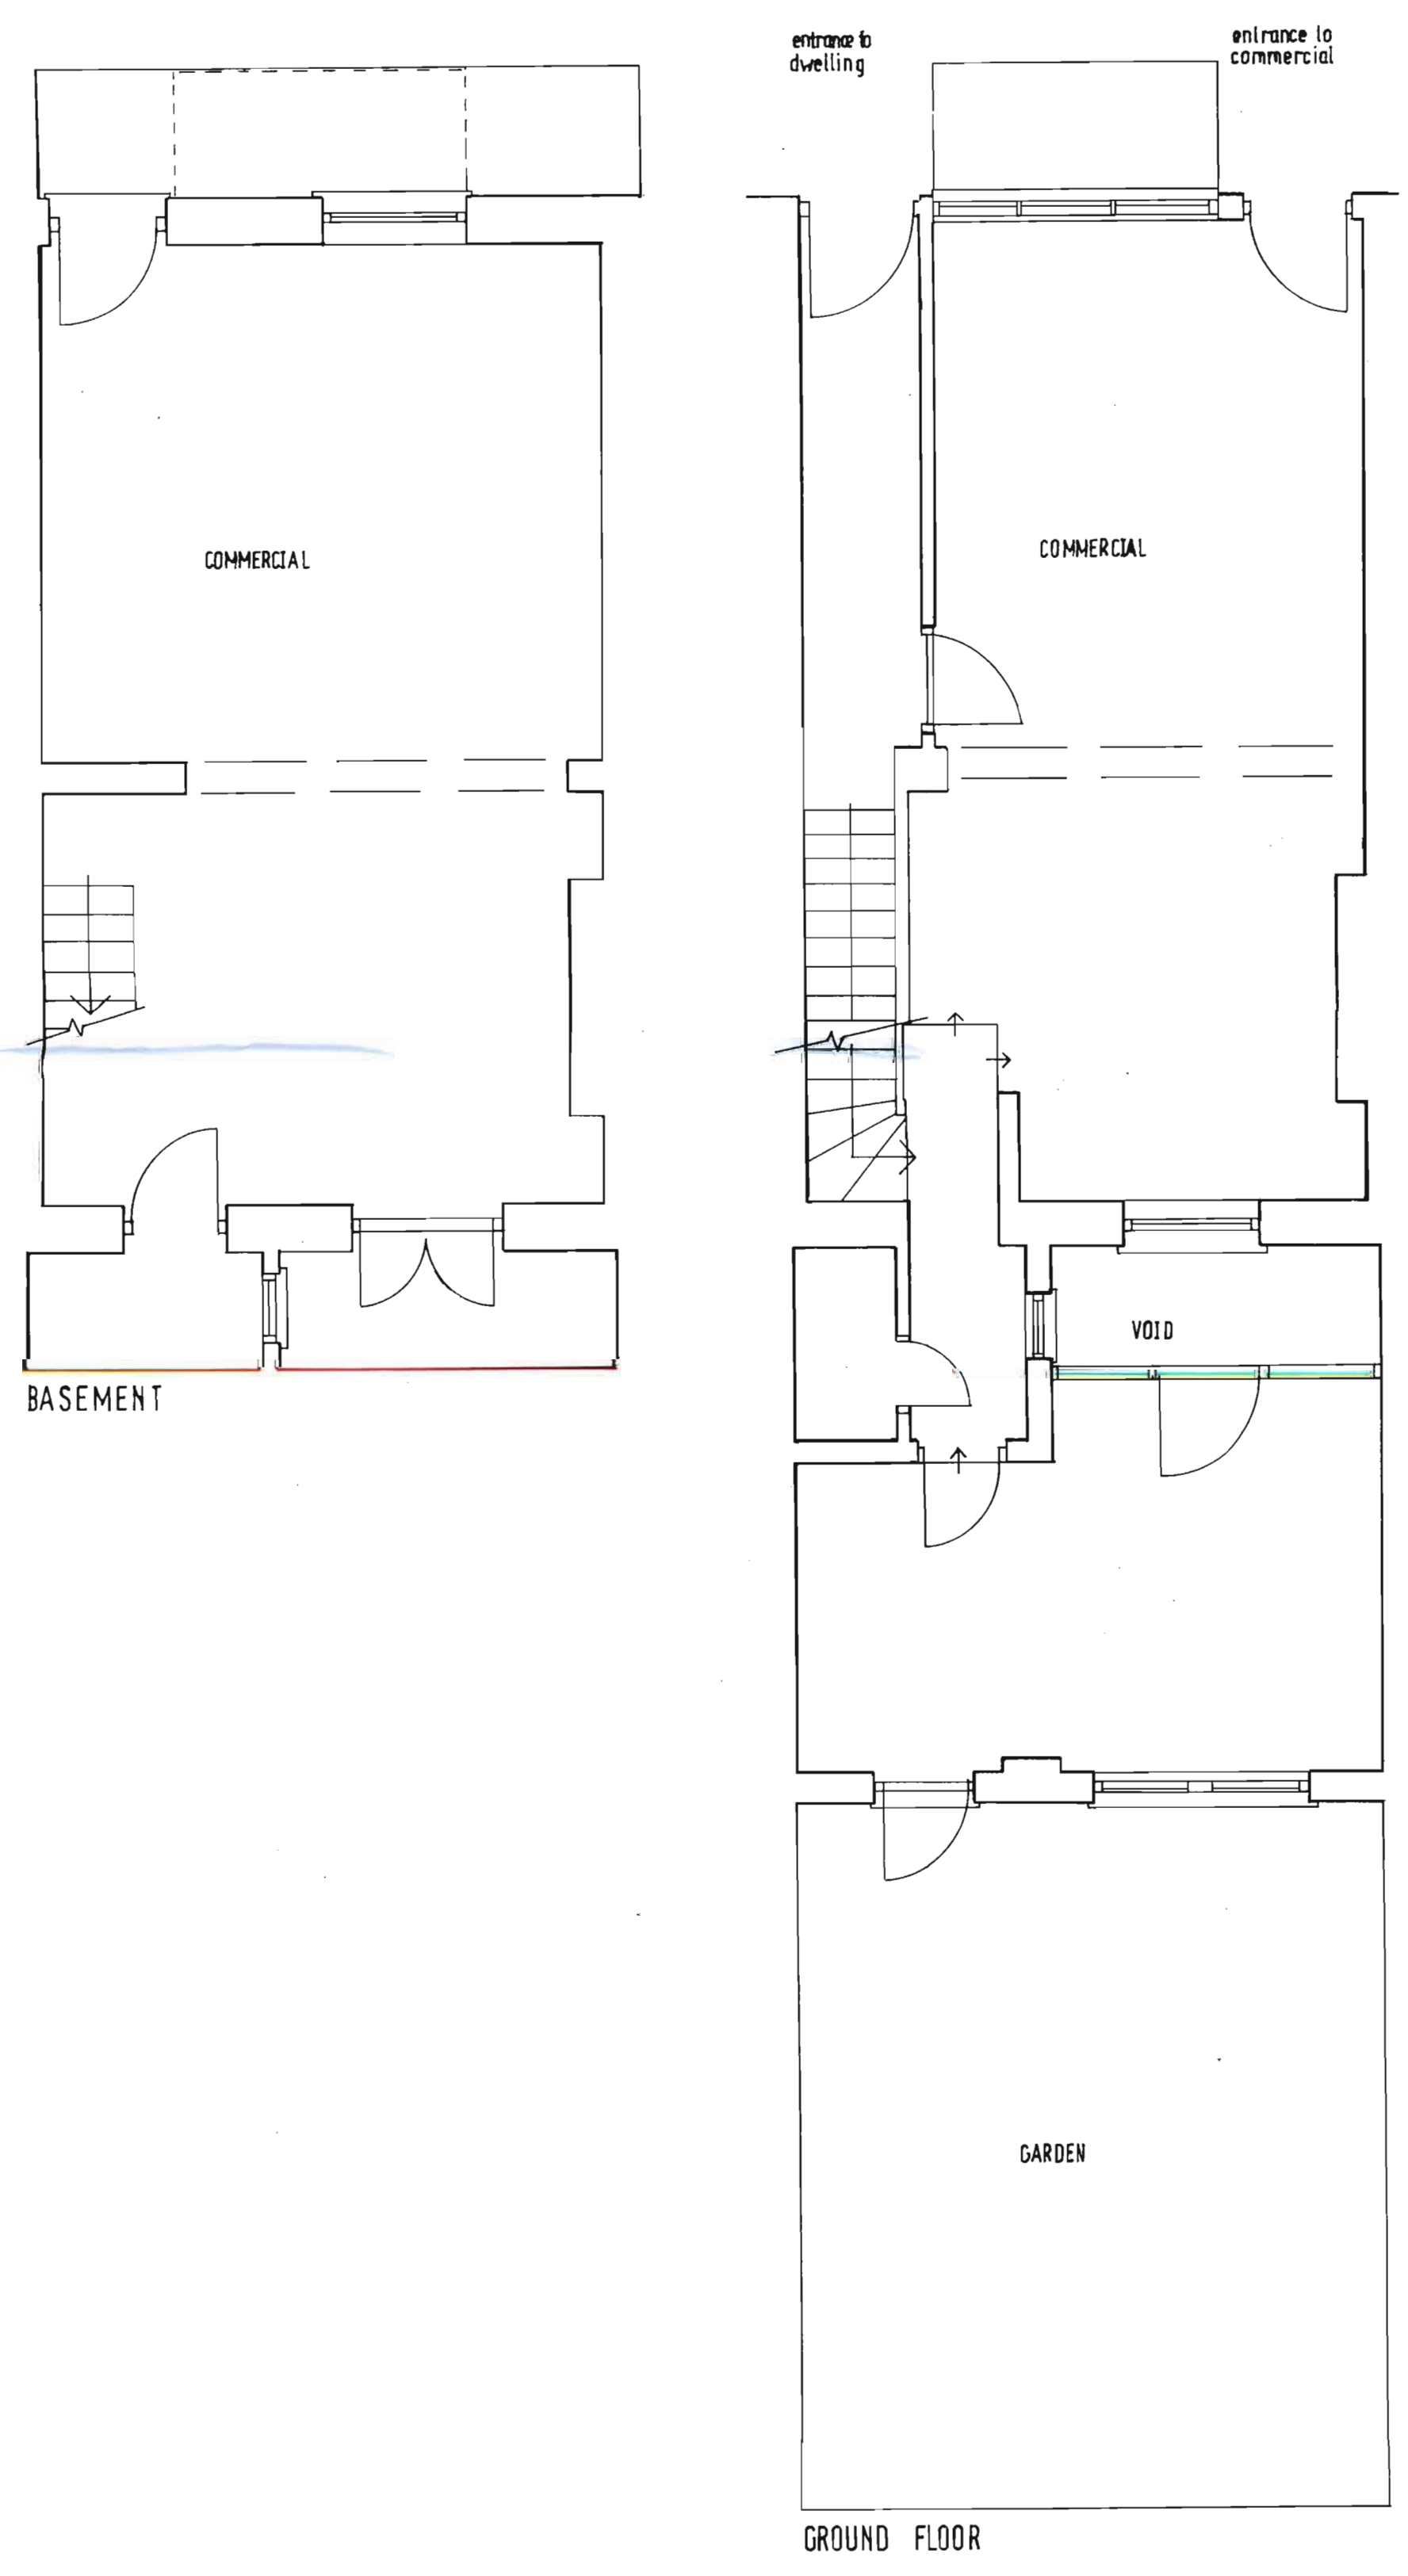 entrance to
dwelling
entrance to
commercial
COMMERCIAL
COMMERCIAL
VOID
BASEMENT
GARDEN
GROUND FLOOR